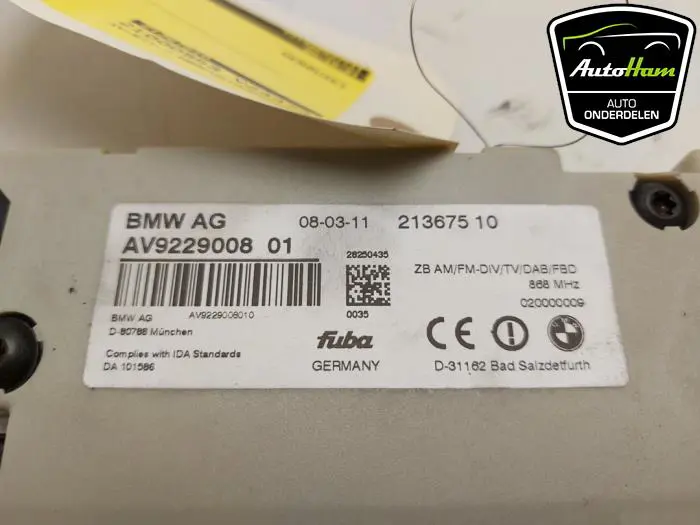 AutoHam
AUTO
ONDERDELEN
BMW AG 08-03-11 213675 10
AV9229008 01
28250435
ZB AM/FM-DIV/TV/DAB/FBD
868 MHz
AV9229008010
0035
020000009
BMW AG
D-80788 München
Complies with IDA Standards
DA 101586
fuba
GERMANY
D-31162 Bad Salzdetfurth